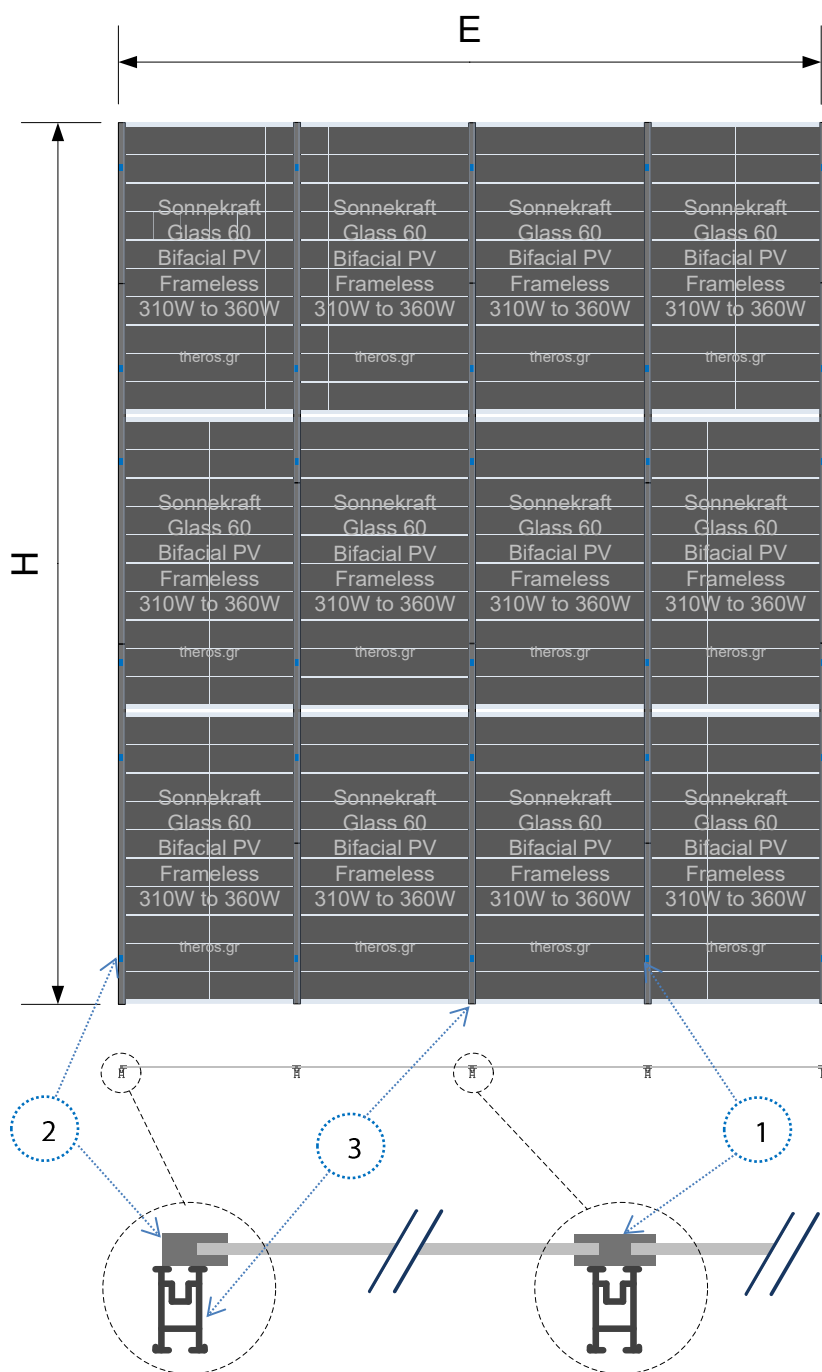 E
H
Sonnekraft
Glass 60
Bifacial PV
Frameless
310W to 360W
theros.gr
Sonnekraft
Glass 60
Bifacial PV
Frameless
310W to 360W
theros.gr
Sonnekraft
Glass 60
Bifacial PV
Frameless
310W to 360W
theros.gr
Sonnekraft
Glass 60
Bifacial PV
Frameless
310W to 360W
theros.gr
Sonnekraft
Glass 60
Bifacial PV
Frameless
310W to 360W
theros.gr
Sonnekraft
Glass 60
Bifacial PV
Frameless
310W to 360W
theros.gr
Sonnekraft
Glass 60
Bifacial PV
Frameless
310W to 360W
theros.gr
Sonnekraft
Glass 60
Bifacial PV
Frameless
310W to 360W
theros.gr
Sonnekraft
Glass 60
Bifacial PV
Frameless
310W to 360W
theros.gr
Sonnekraft
Glass 60
Bifacial PV
Frameless
310W to 360W
theros.gr
Sonnekraft
Glass 60
Bifacial PV
Frameless
310W to 360W
theros.gr
Sonnekraft
Glass 60
Bifacial PV
Frameless
310W to 360W
theros.gr
2
3
1